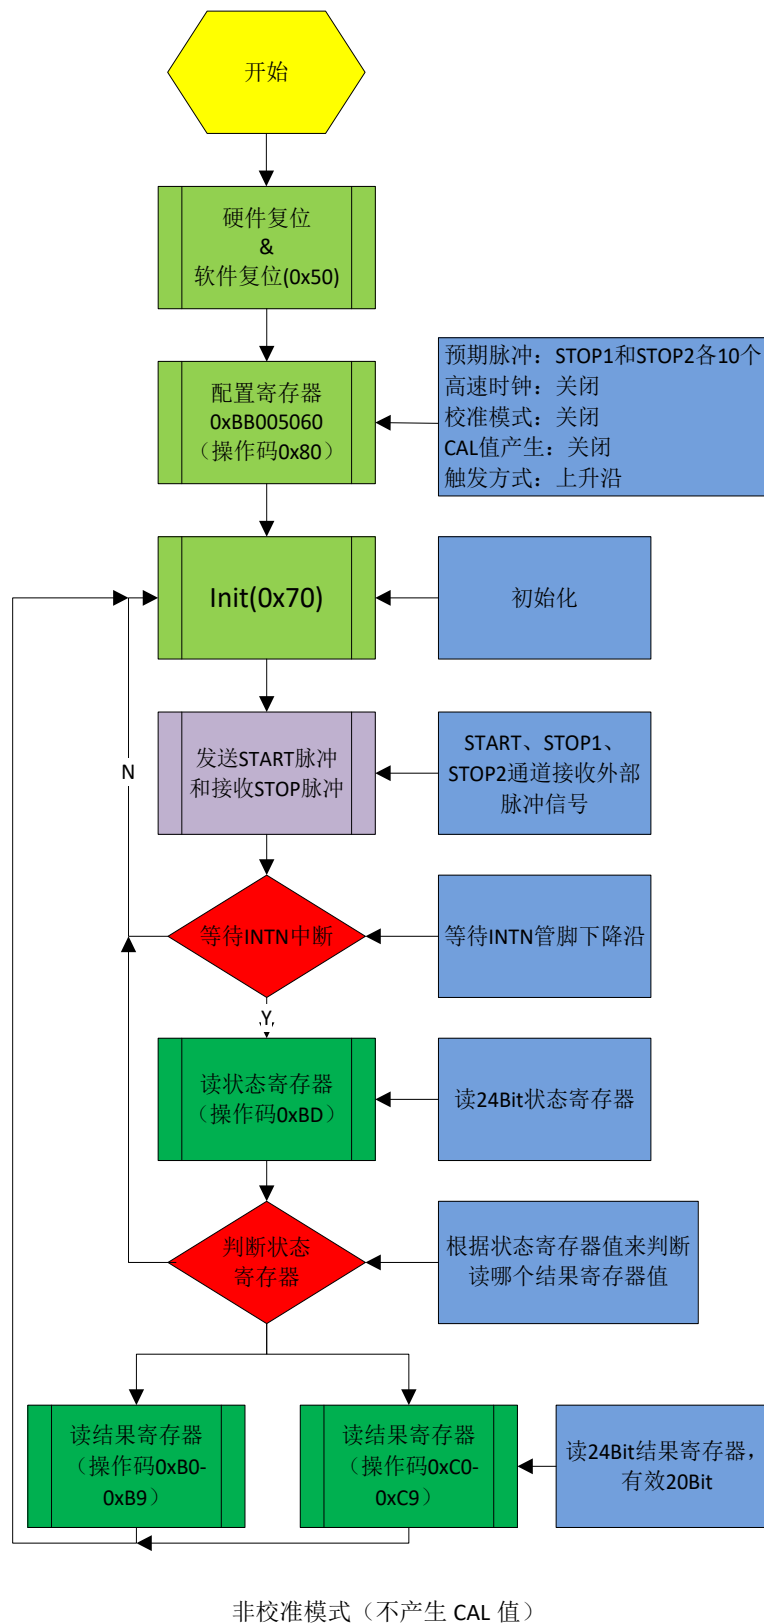 开始
硬件复位
&
软件复位(0x50)
配置寄存器
0xBB005060
（操作码0x80）
预期脉冲：STOP1和STOP2各10个
高速时钟：关闭
校准模式：关闭
CAL值产生：关闭
触发方式：上升沿
Init(0x70)
初始化
发送START脉冲
和接收STOP脉冲
START、STOP1、
STOP2通道接收外部
脉冲信号
N
等待INTN中断
等待INTN管脚下降沿
Y
读状态寄存器
（操作码0xBD）
读24Bit状态寄存器
判断状态
寄存器
根据状态寄存器值来判断
读哪个结果寄存器值
读结果寄存器
（操作码0xB0-
0xB9）
读结果寄存器
（操作码0xC0-
0xC9）
读24Bit结果寄存器，
有效20Bit
非校准模式（不产生 CAL 值）